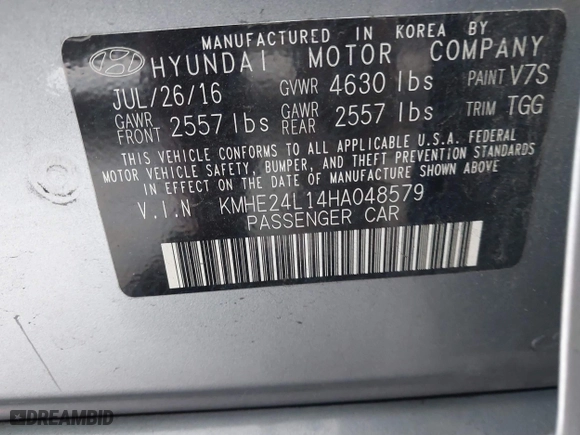 MANUFACTURED IN KOREA BY
HYUNDAI MOTOR COMPANY
JUL/26/16 GVWR 4630 lbs PAINT V7S
GAWR FRONT 2557 lbs GAWR REAR 2557 lbs TRIM TGG
THIS VEHICLE CONFORMS TO ALL APPLICABLE U.S.A. FEDERAL
MOTOR VEHICLE SAFETY, BUMPER, AND THEFT PREVENTION STANDARDS
IN EFFECT ON THE DATE OF MANUFACTURE SHOWN ABOVE.
V.I.N KMHE24L14HA048579
PASSENGER CAR
DREAMBID